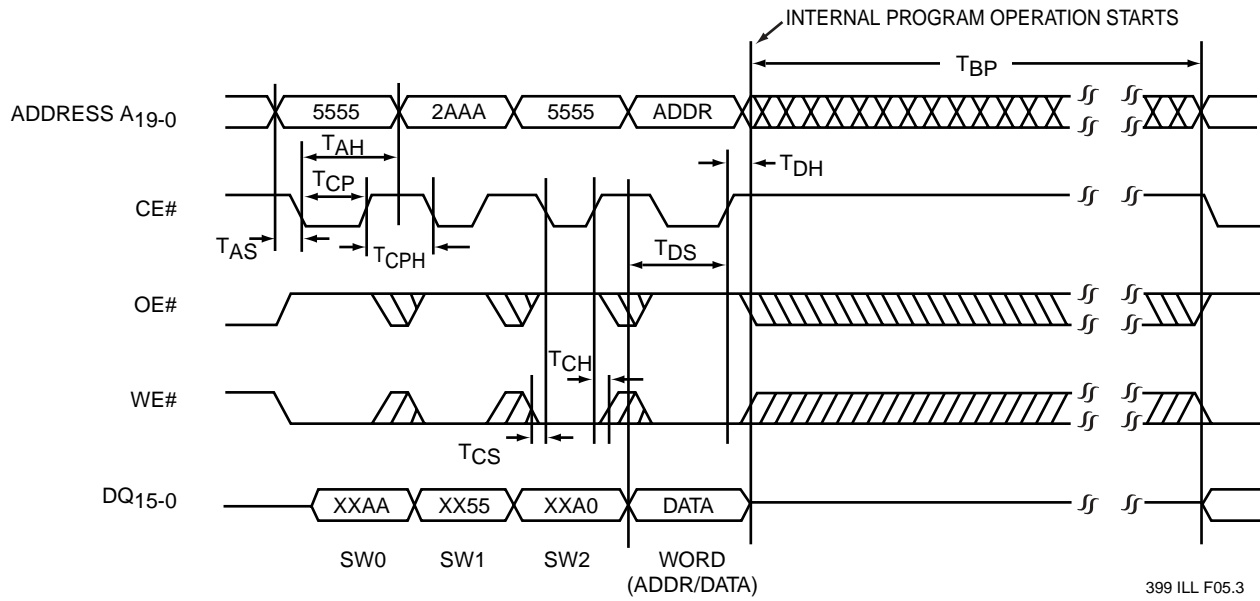 INTERNAL PROGRAM OPERATION STARTS
TBP
ADDRESS A19-0
5555
2AAA
5555
ADDR
TAH
TDH
TCP
CE#
TAS
TCPH
TDS
OE#
TCH
WE#
TCS
DQ15-0
XXAA
XX55
XXA0
DATA
SW0
SW1
SW2
WORD
(ADDR/DATA)
399 ILL F05.3